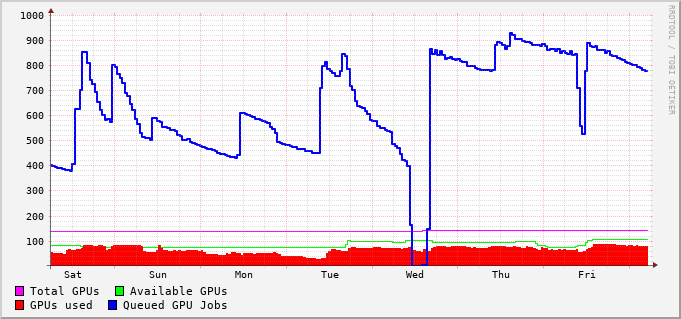 1000
900
800
700
600
500
400
300
200
100
Sat Sun Mon Tue Wed Thu Fri
Total GPUs Available GPUs
GPUs used Queued GPU Jobs
RRDTOOL / TOBI OETIKER